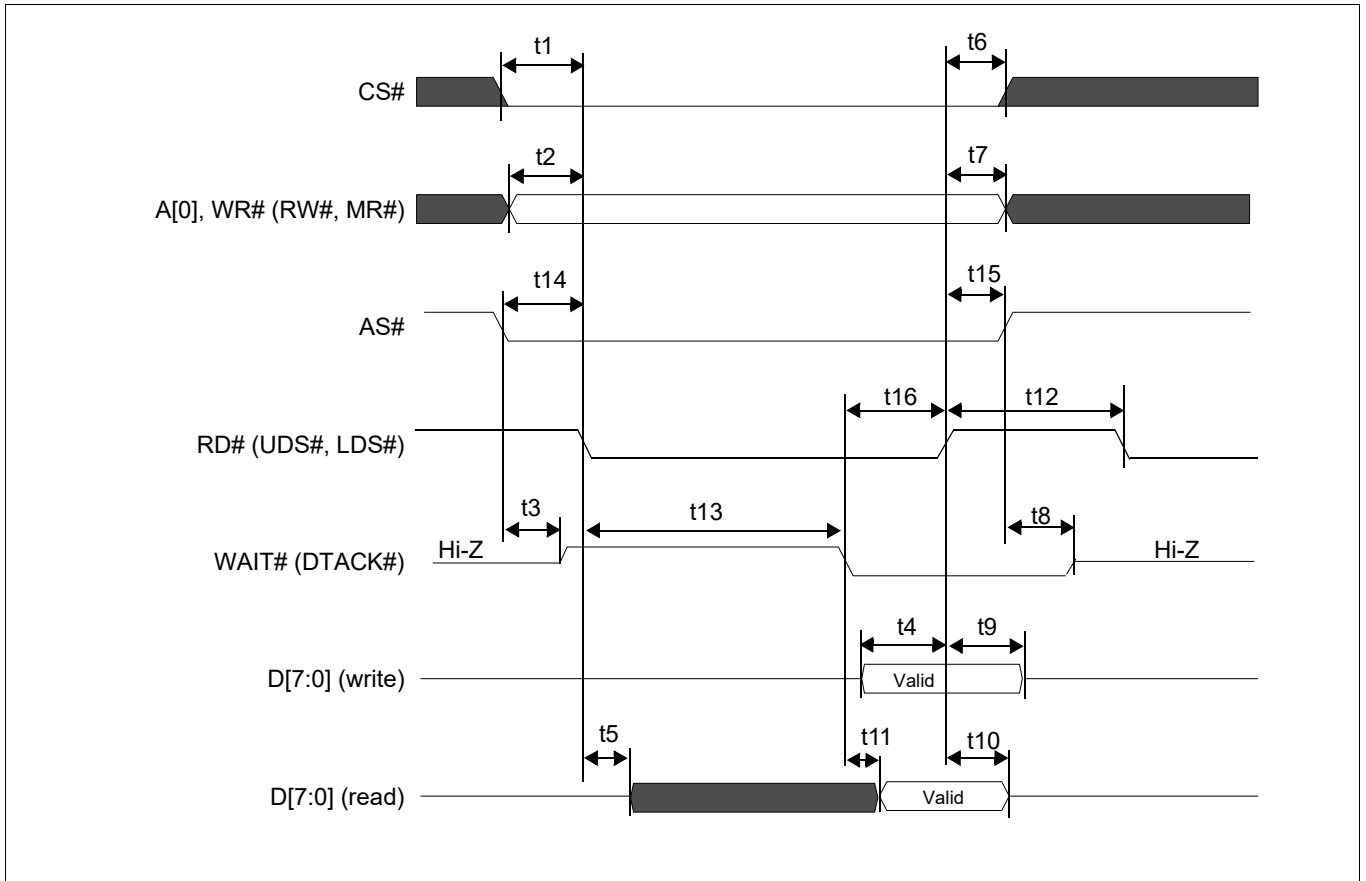 t1
t6
CS#
t2
t7
A[0], WR# (RW#, MR#)
t14
t15
AS#
t16
t12
RD# (UDS#, LDS#)
t3
t13
t8
WAIT# (DTACK#)
Hi-Z
Hi-Z
t4
t9
D[7:0] (write)
Valid
t5
t11
t10
D[7:0] (read)
Valid